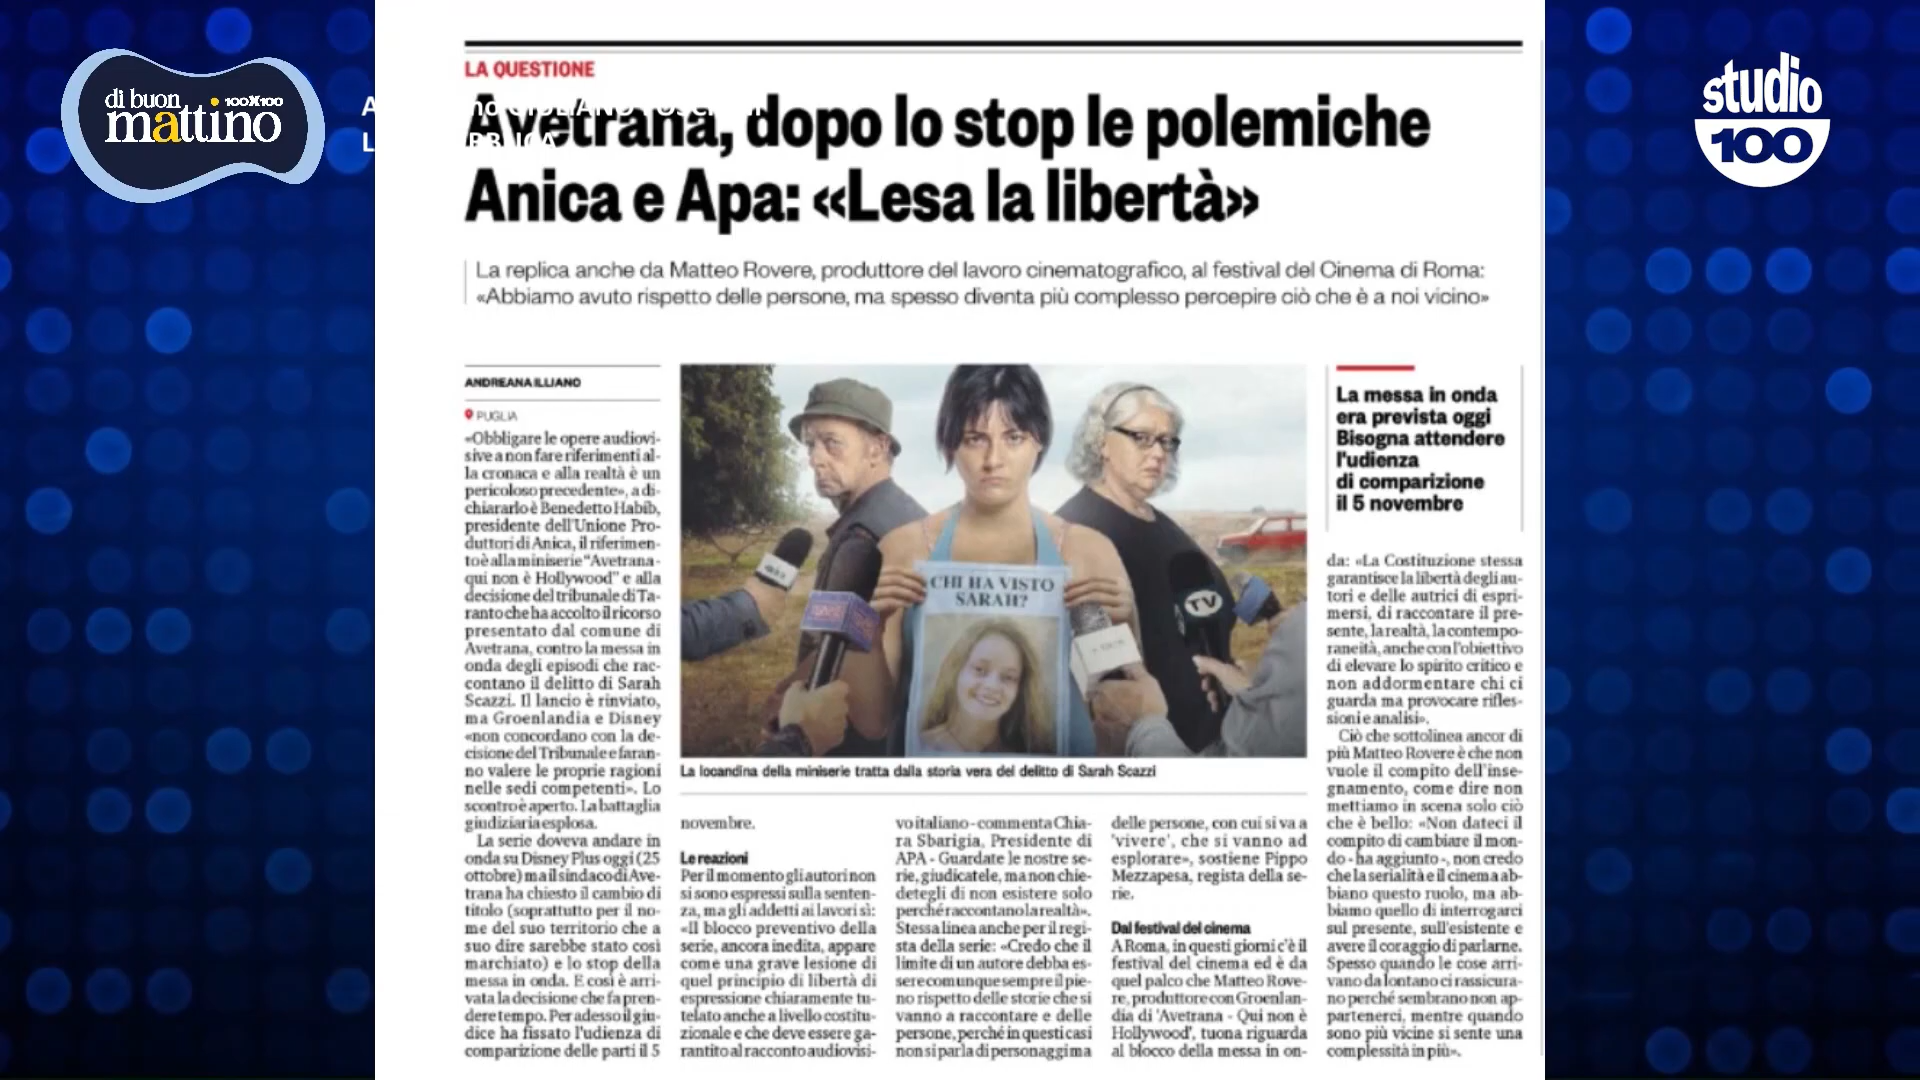 di buon
mattino 100X100
studio
100
LA QUESTIONE
dopo lo stop le polemiche
Anica e Apa: «Lesa la libertà»
La replica anche da Matteo Rovere, produttore del lavoro cinematografico, al festival del Cinema di Roma:
«Abbiamo avuto rispetto delle persone, ma spesso diventa più complesso percepire ciò che è a noi vicino»
ANDREANA ILLIANO
PUGLIA
«Obbligare le opere audiovi-
sive a non fare riferimenti al-
la cronaca e alla realtà è un
pericoloso precedente», a di-
chiararlo è Benedetto Habib,
presidente dell'Unione Pro-
duttori di Anica, il riferimen-
to è alla miniserie "Avetrana-
qui non è Hollywood" e alla
decisione del tribunale di Ta-
ranto che ha accolto il ricorso
presentato dal comune di
Avetrana, contro la messa in
onda degli episodi che rac-
contano il delitto di Sarah
Scazzi. Il lancio è rinviato,
ma Groenlandia e Disney
«non concordano con la de-
cisione del Tribunale e faran-
no valere le proprie ragioni
nelle sedi competenti». Lo
scontro è aperto. La battaglia
giudiziaria esplosa.
La serie doveva andare in
onda su Disney Plus oggi (25
ottobre) ma il sindaco di Ave-
trana ha chiesto il cambio di
titolo (soprattutto per il no-
me del suo territorio che a
suo dire sarebbe stato così
marchiato) e lo stop della
messa in onda. E così è arri-
vata la decisione che fa pren-
dere tempo. Per adesso il giu-
dice ha fissato l'udienza di
comparizione delle parti il 5
CHI HA VISTO
SARAH?
TV
La locandina della miniserie tratta dalla storia vera del delitto di Sarah Scazzi
novembre.
Le reazioni
Per il momento gli autori non
si sono espressi sulla senten-
za, ma gli addetti ai lavori sì:
«Il blocco preventivo della
serie, ancora inedita, appare
come una grave lesione di
quel principio di libertà di
espressione chiaramente tu-
telato anche a livello costitu-
zionale e che deve essere ga-
rantito al racconto audiovisi-
vo italiano - commenta Chia-
ra Sbarigia, Presidente di
APA - Guardate le nostre se-
rie, giudicatele, ma non chie-
detegli di non esistere solo
perché raccontano la realtà».
Stessa linea anche per il regi-
sta della serie: «Credo che il
limite di un autore debba es-
sere comunque sempre il pie-
no rispetto delle storie che si
vanno a raccontare e delle
persone, perché in questi casi
non si parla di personaggi ma
delle persone, con cui si va a
'vivere', che si vanno ad
esplorare», sostiene Pippo
Mezzapesa, regista della se-
rie.
Dal festival del cinema
A Roma, in questi giorni c'è il
festival del cinema ed è da
quel palco che Matteo Rove-
re, produttore con Groenlan-
dia di 'Avetrana - Qui non è
Hollywood', tuona riguarda
al blocco della messa in on-
La messa in onda
era prevista oggi
Bisogna attendere
l'udienza
di comparizione
il 5 novembre
da: «La Costituzione stessa
garantisce la libertà degli au-
tori e delle autrici di espri-
mersi, di raccontare il pre-
sente, la realtà, la contempo-
raneità, anche con l'obiettivo
di elevare lo spirito critico e
non addormentare chi ci
guarda ma provocare rifles-
sioni e analisi».
Ciò che sottolinea ancor di
più Matteo Rovere è che non
vuole il compito dell'inse-
gnamento, come dire non
mettiamo in scena solo ciò
che è bello: «Non dateci il
compito di cambiare il mon-
do - ha aggiunto -, non credo
che la serialità e il cinema ab-
biano questo ruolo, ma ab-
biamo quello di interrogarci
sul presente, sull'esistente e
avere il coraggio di parlarne.
Spesso quando le cose arri-
vano da lontano ci rassicura-
no perché sembrano non ap-
partenerci, mentre quando
sono più vicine si sente una
complessità in più».